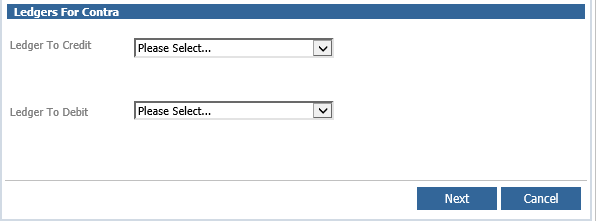 Ledgers For Contra
Ledger To Credit Please Select...
Ledger To Debit Please Select...
Next Cancel